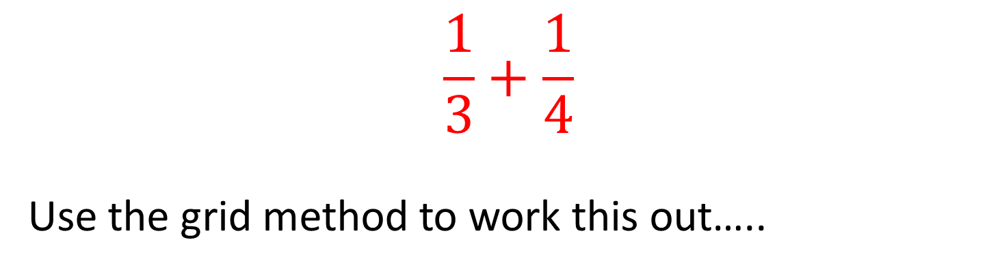 1/3 + 1/4
Use the grid method to work this out.....